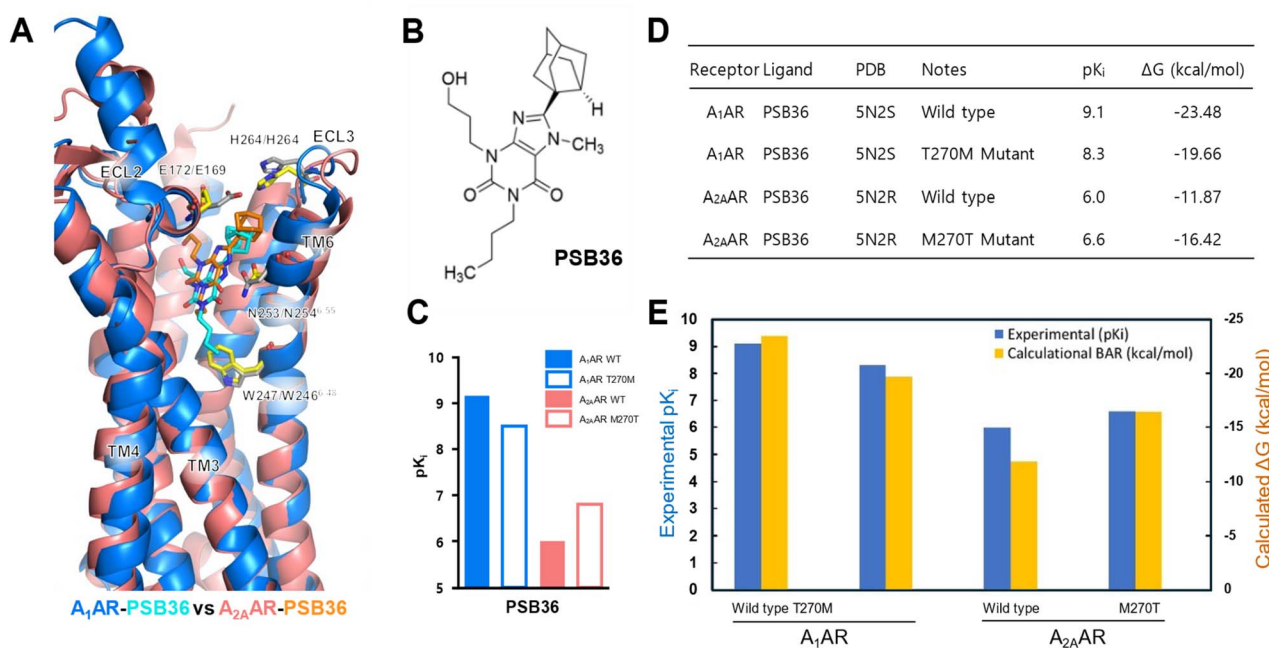 A
H264/H264
ECL3
E172/E169
ECL2
TM6
N253/N254⁶·⁵⁵
W247/W246⁶·⁴⁸
TM4
TM3
A₁AR-PSB36 vs A₂ₐAR-PSB36
B
OH
H
N
N
CH₃
N
O
N
O
H₃C
PSB36
C
10
9
8
7
6
5
pKᵢ
A₁AR WT
A₁AR T270M
A₂ₐAR WT
A₂ₐAR M270T
PSB36
D
Receptor Ligand PDB Notes pKᵢ ΔG (kcal/mol)
A₁AR PSB36 5N2S Wild type 9.1 -23.48
A₁AR PSB36 5N2S T270M Mutant 8.3 -19.66
A₂ₐAR PSB36 5N2R Wild type 6.0 -11.87
A₂ₐAR PSB36 5N2R M270T Mutant 6.6 -16.42
E
Experimental (pKi)
Calculational BAR (kcal/mol)
10
9
8
7
6
5
4
3
2
1
0
Experimental pKᵢ
-25
-20
-15
-10
-5
0
Calculated ΔG (kcal/mol)
Wild type T270M
Wild type
M270T
A₁AR
A₂ₐAR